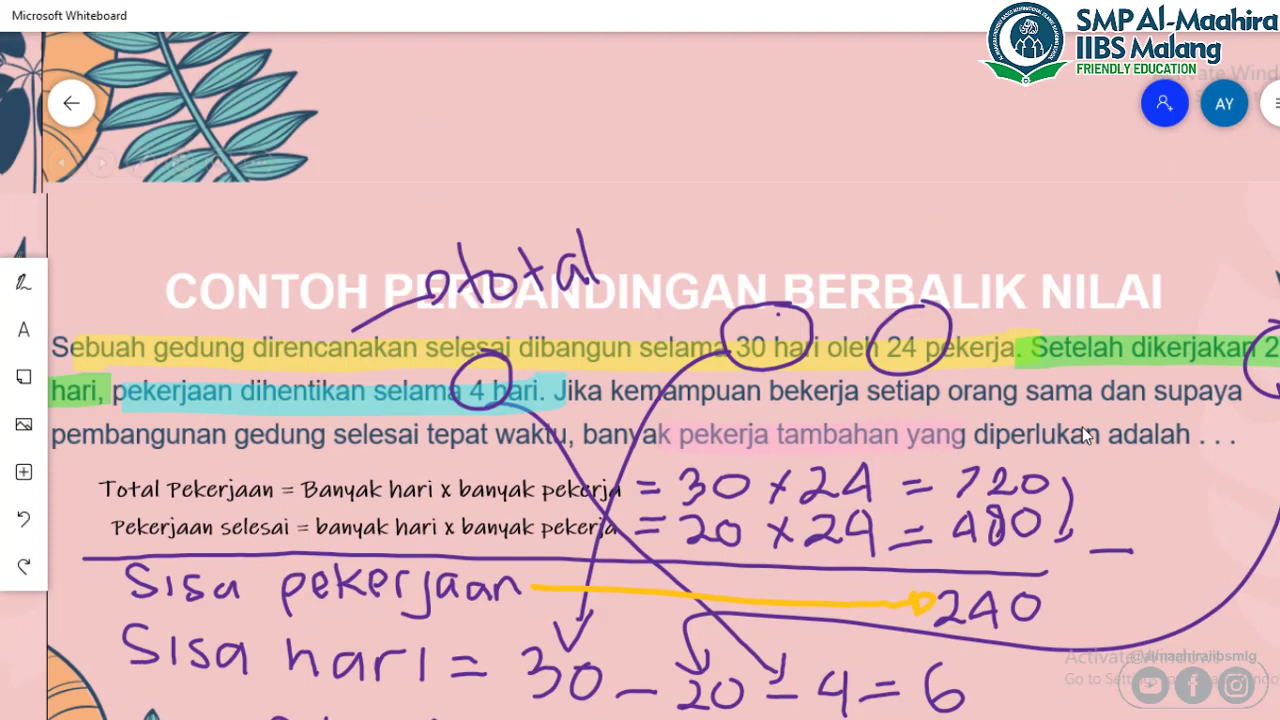 Microsoft Whiteboard
SMP Al-Maahira
IIBS Malang
FRIENDLY EDUCATION
AY
total
CONTOH PERBANDINGAN BERBALIK NILAI
Sebuah gedung direncanakan selesai dibangun selama 30 hari oleh 24 pekerja. Setelah dikerjakan 2
hari, pekerjaan dihentikan selama 4 hari. Jika kemampuan bekerja setiap orang sama dan supaya
pembangunan gedung selesai tepat waktu, banyak pekerja tambahan yang diperlukan adalah . . .
Total Pekerjaan = Banyak hari x banyak pekerja = 30 x 24 = 720
Pekerjaan selesai = banyak hari x banyak pekerja = 20 x 24 = 480 —
Sisa pekerjaan 240
Sisa hari = 30 - 20 - 4 = 6
@almaahiraiibsmlg